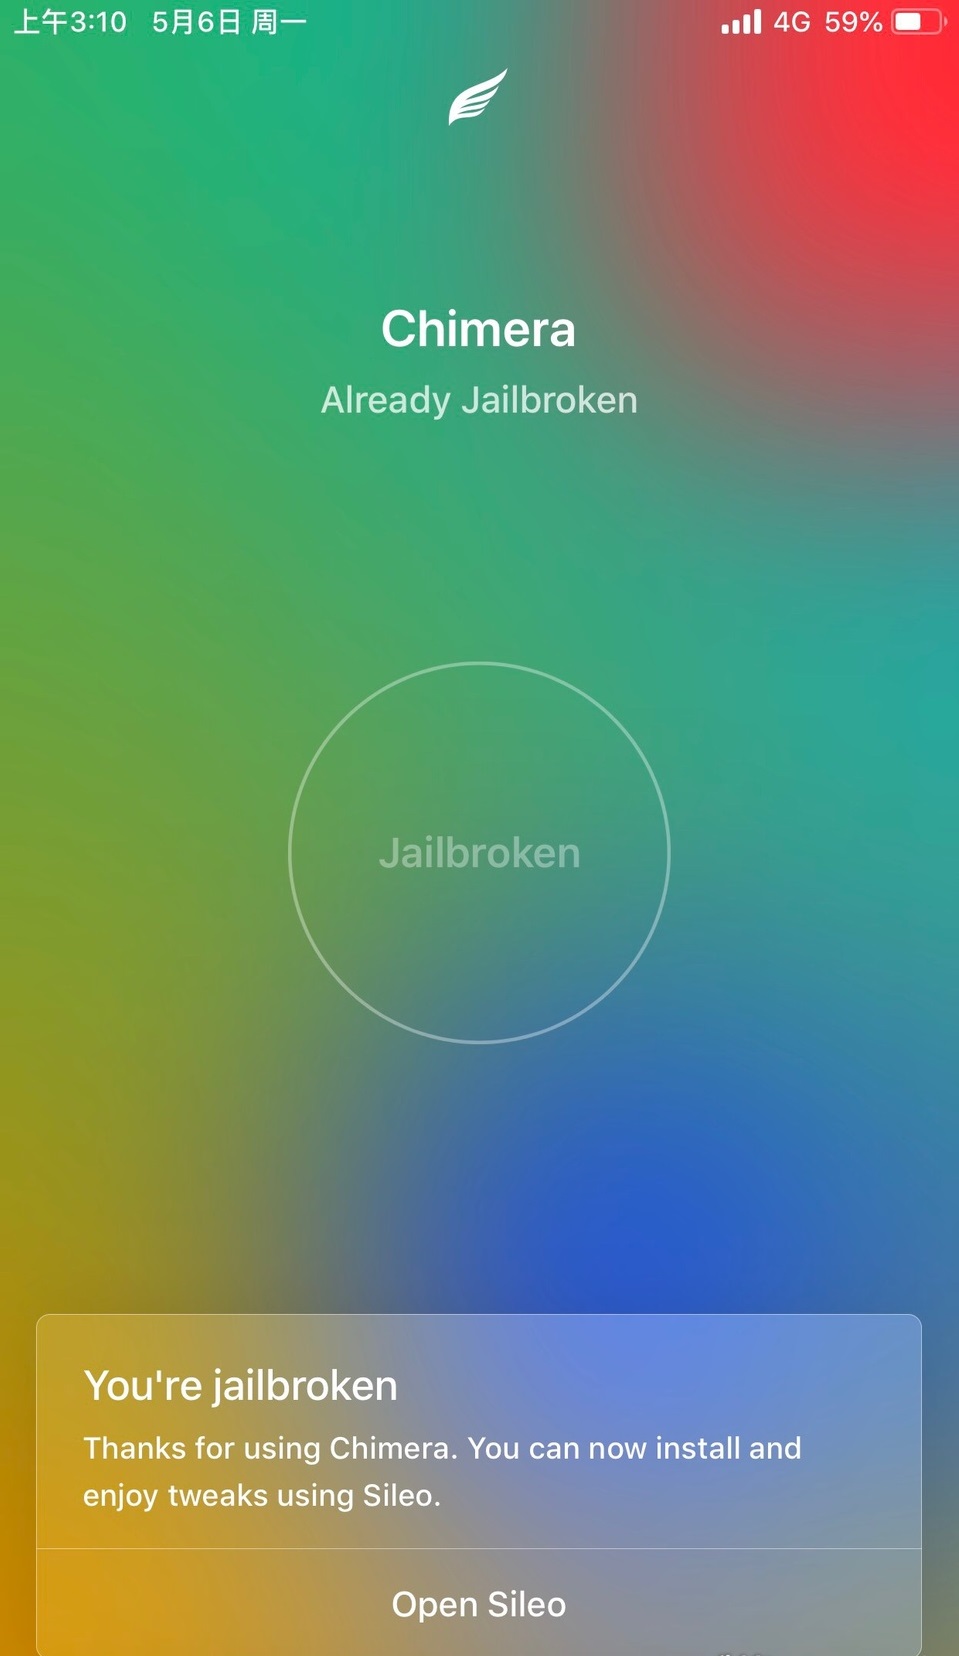 上午3:10 5月6日 周一 4G 59%
Chimera
Already Jailbroken
Jailbroken
You're jailbroken
Thanks for using Chimera. You can now install and
enjoy tweaks using Sileo.
Open Sileo